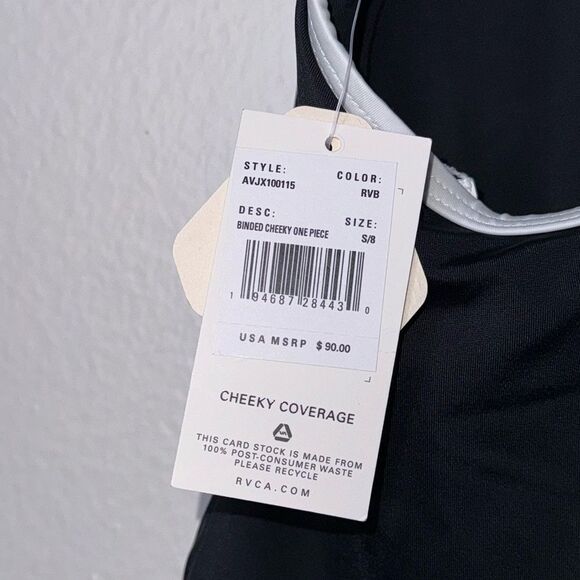 STYLE: COLOR:
AVJX100115 RVB
DESC: SIZE:
BINDED CHEEKY ONE PIECE S/8
1 94687 28443 0
USA MSRP $ 90.00
CHEEKY COVERAGE
VA
THIS CARD STOCK IS MADE FROM
100% POST-CONSUMER WASTE
PLEASE RECYCLE
RVCA.COM